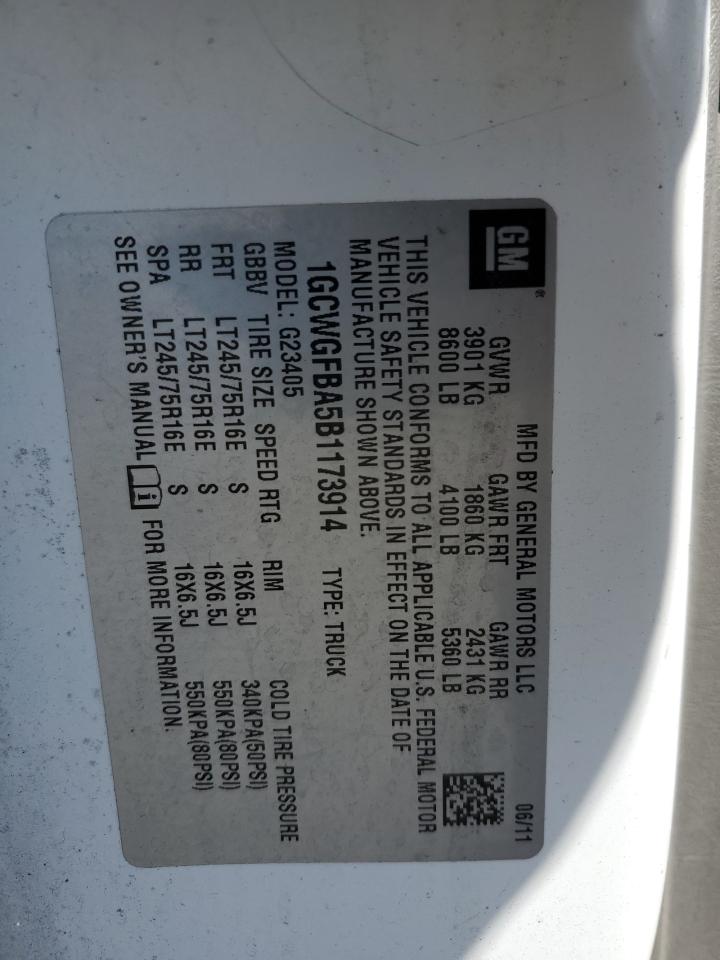 GM®
MFD BY GENERAL MOTORS LLC 06/11
GVWR GAWR FRT GAWR RR
3901 KG 1860 KG 2431 KG
8600 LB 4100 LB 5360 LB
THIS VEHICLE CONFORMS TO ALL APPLICABLE U.S. FEDERAL MOTOR
VEHICLE SAFETY STANDARDS IN EFFECT ON THE DATE OF
MANUFACTURE SHOWN ABOVE.
1GCWGFBA5B1173914 TYPE: TRUCK
MODEL: G23405
GBBV TIRE SIZE SPEED RTG RIM COLD TIRE PRESSURE
FRT LT245/75R16E S 16X6.5J 340KPA(50PSI)
RR LT245/75R16E S 16X6.5J 550KPA(80PSI)
SPA LT245/75R16E S 16X6.5J 550KPA(80PSI)
SEE OWNER'S MANUAL i FOR MORE INFORMATION.